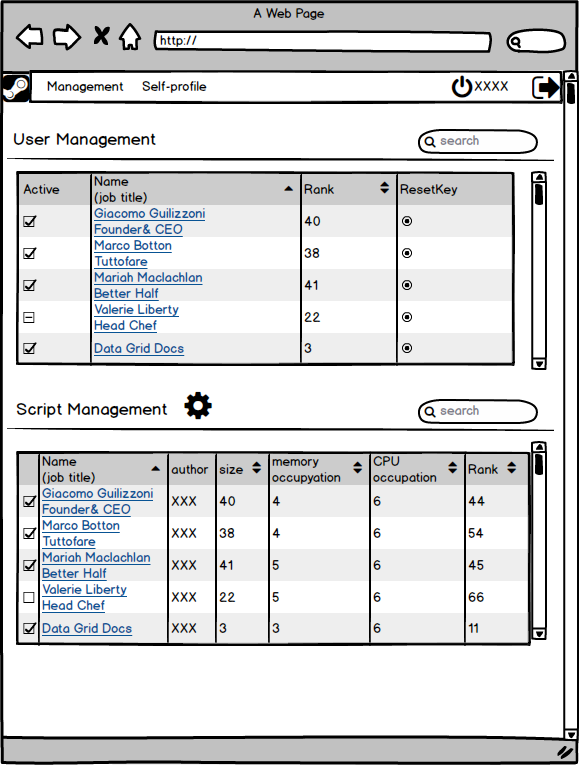 A Web Page
http://
Management Self-profile XXXX
User Management search
Active Name (job title) Rank ResetKey
Giacomo Guilizzoni 40
Founder& CEO
Marco Botton 38
Tuttofare
Mariah Maclachlan 41
Better Half
Valerie Liberty 22
Head Chef
Data Grid Docs 3
Script Management search
Name (job title) author size memory occupyation CPU occupation Rank
Giacomo Guilizzoni XXX 40 4 6 44
Founder& CEO
Marco Botton XXX 38 4 6 54
Tuttofare
Mariah Maclachlan XXX 41 5 6 45
Better Half
Valerie Liberty XXX 22 5 6 66
Head Chef
Data Grid Docs XXX 3 3 6 11